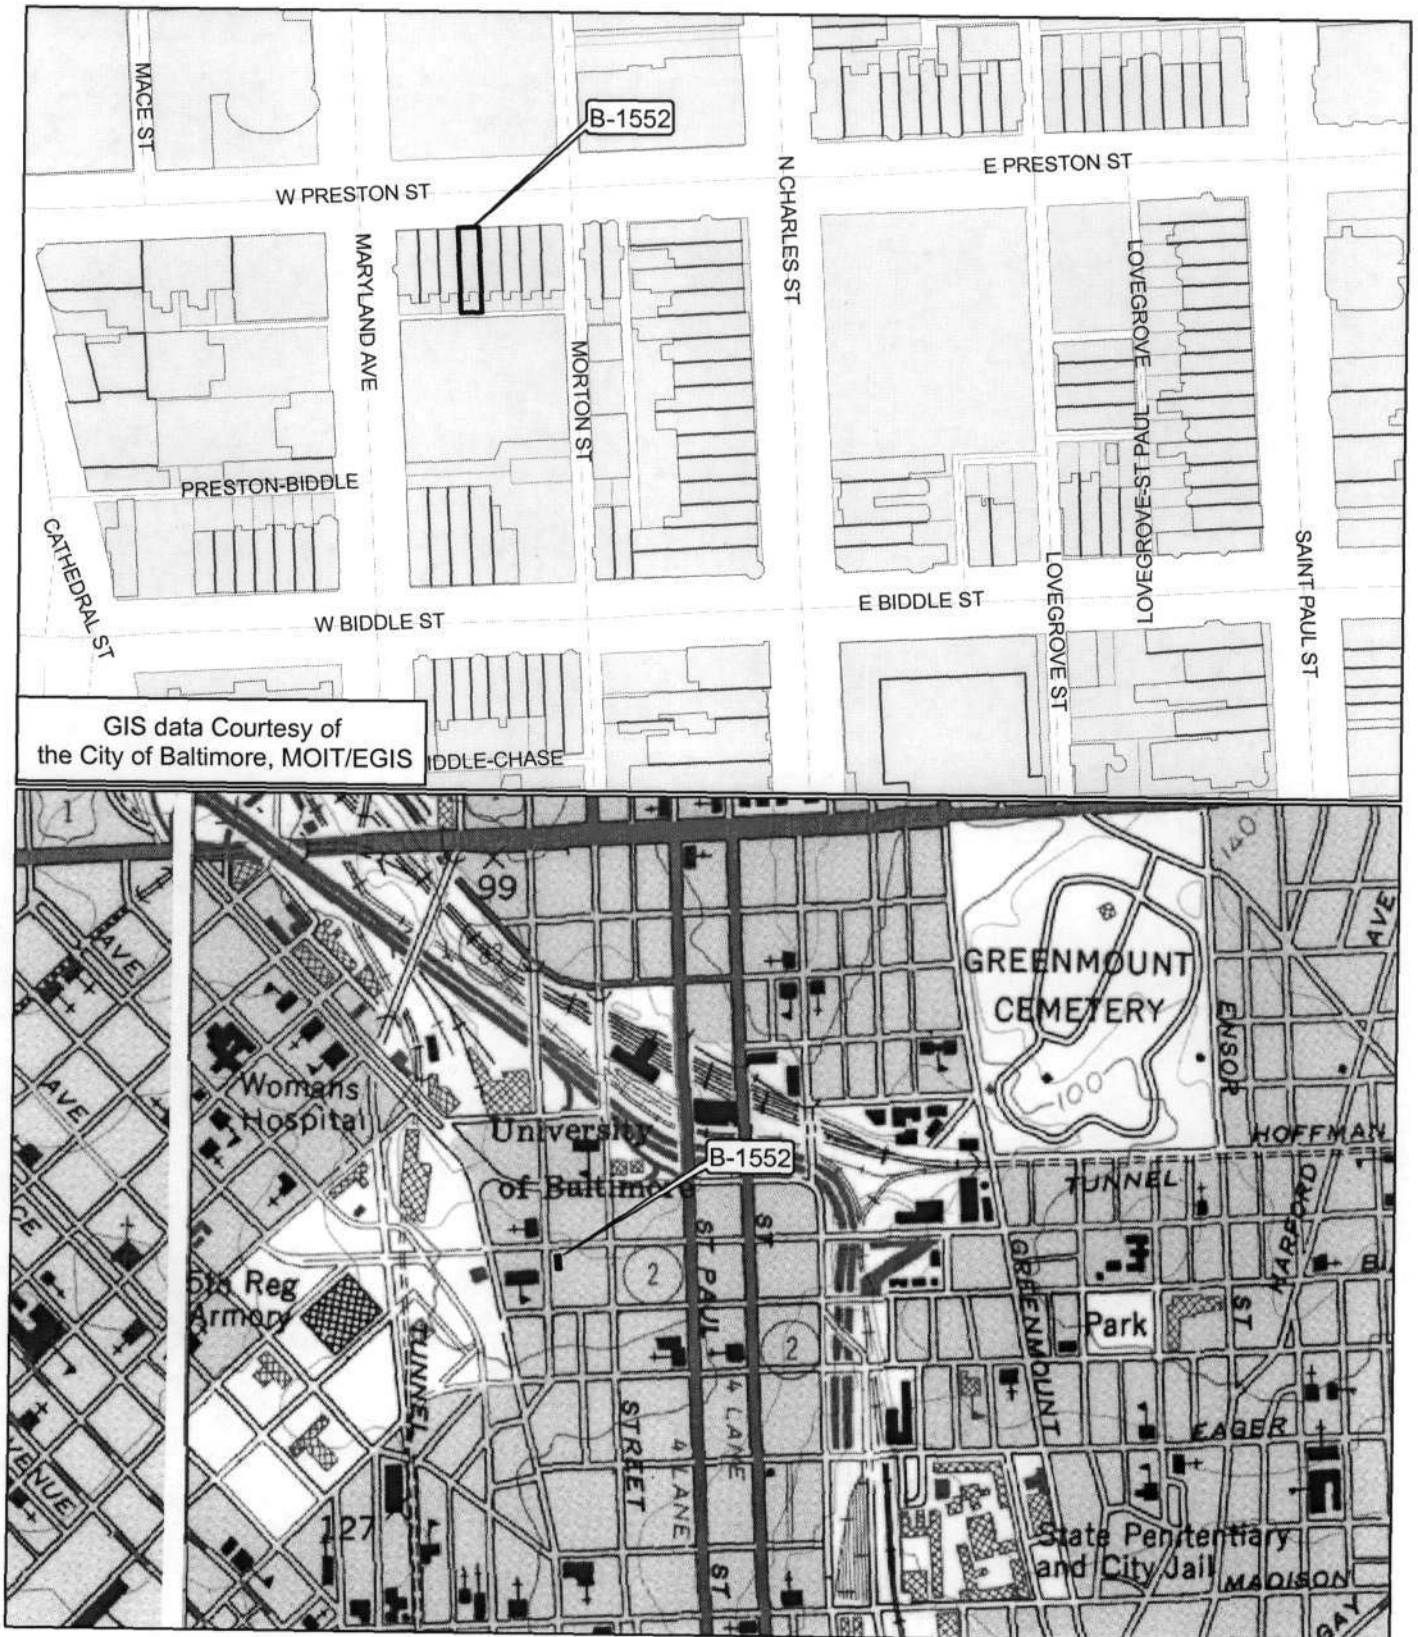 MACE ST
B-1552
W PRESTON ST
N CHARLES ST
E PRESTON ST
MARYLAND AVE
MORTON ST
LOVEGROVE
LOVEGROVE-ST PAUL
PRESTON-BIDDLE
CATHEDRAL ST
W BIDDLE ST
E BIDDLE ST
LOVEGROVE ST
SAINT PAUL ST
GIS data Courtesy of
the City of Baltimore, MOIT/EGIS
IDDLE-CHASE
1
99
83
140
AVE
AVE
GREENMOUNT
CEMETERY
ENSOR
100
AVE
Womans
Hospital
University
of Baltimore
B-1552
HOFFMAN
TUNNEL
HARFORD
ST
ST PAUL
ST
2
5th Reg
Armory
TUNNEL
GREENMOUNT
Park
2
STREET
4 LANE
4 LANE
EAGER
VENUE
127
State Penitentiary
and City Jail
MADISON
ST
GAY